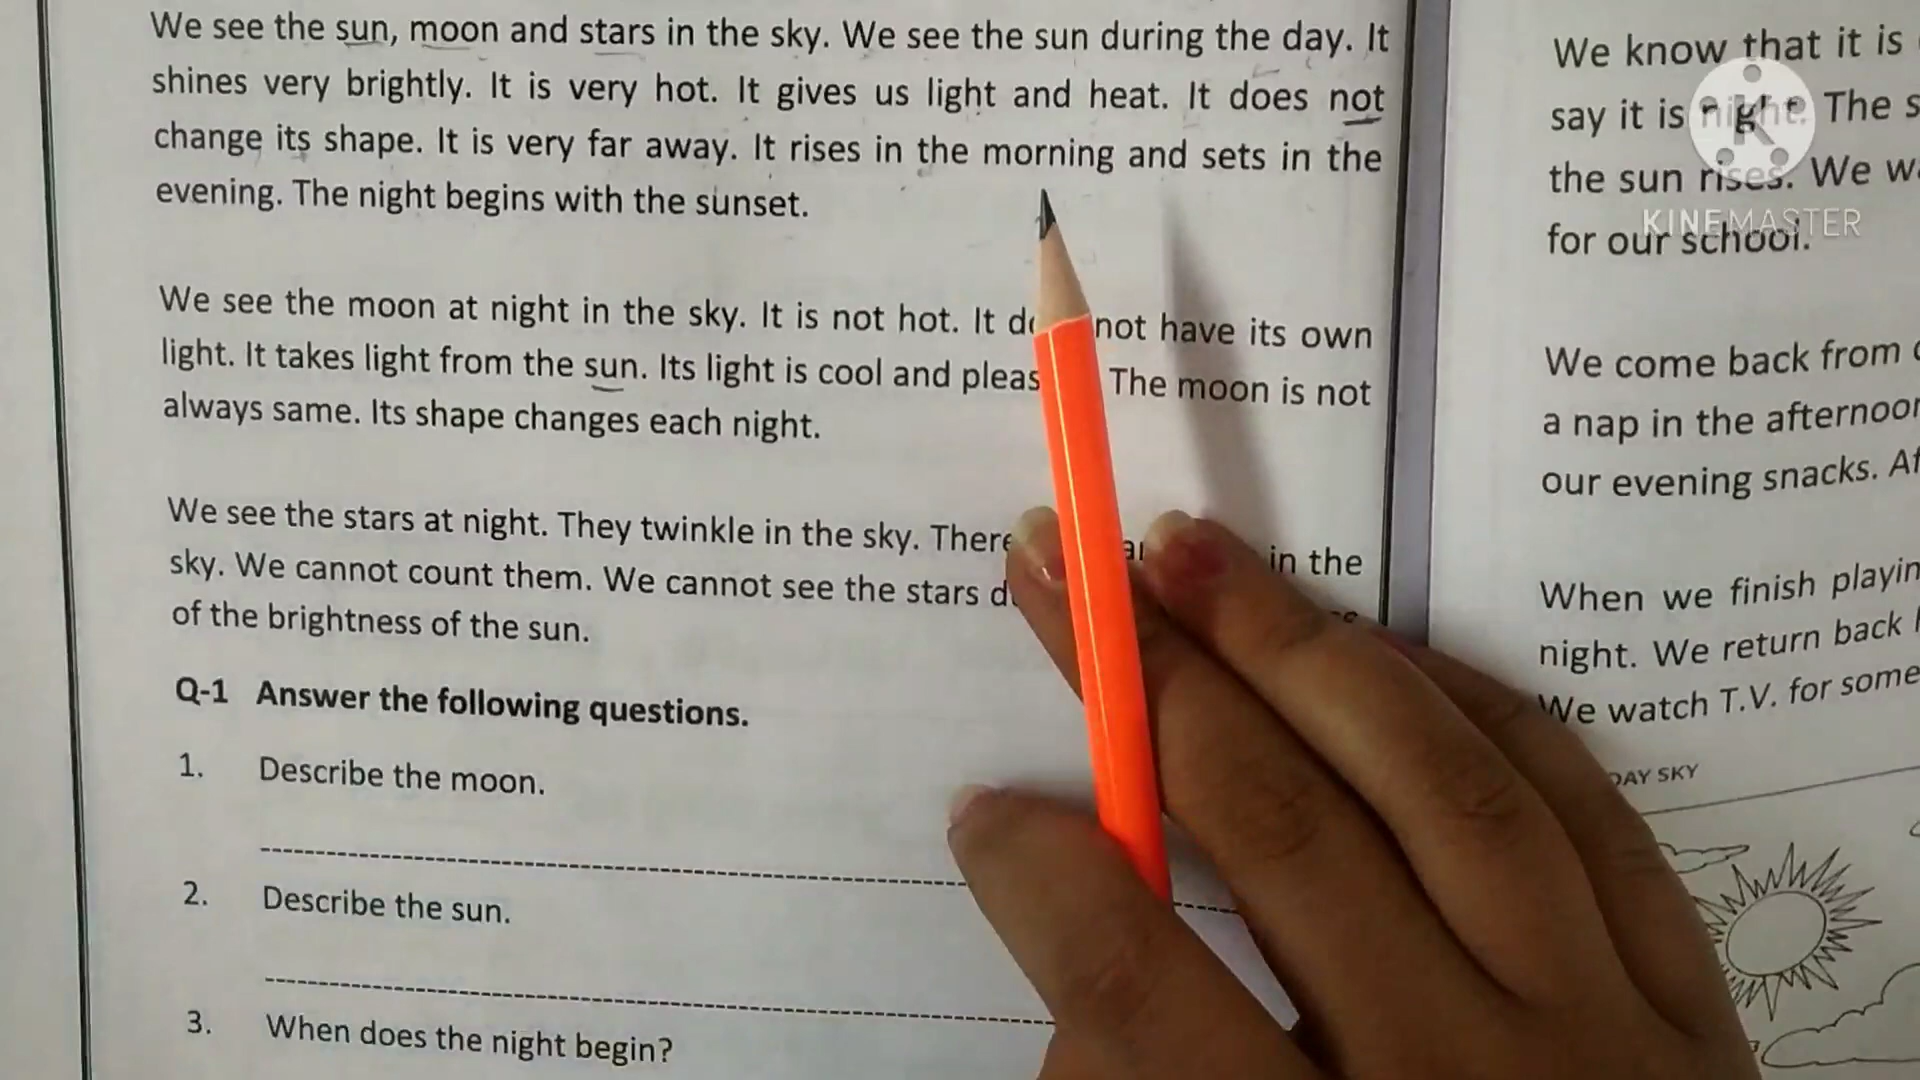 We see the sun, moon and stars in the sky. We see the sun during the day. It
shines very brightly. It is very hot. It gives us light and heat. It does not
change its shape. It is very far away. It rises in the morning and sets in the
evening. The night begins with the sunset.
We see the moon at night in the sky. It is not hot. It not have its own
light. It takes light from the sun. Its light is cool and The moon is not
always same. Its shape changes each night.
We see the stars at night. They twinkle in the sky. There in the
sky. We cannot count them. We cannot see the stars
of the brightness of the sun.
Q-1 Answer the following questions.
1. Describe the moon.
2. Describe the sun.
3. When does the night begin?
We know that it is
say it is night. The
the sun rises. We
for our school.
We come back from
a nap in the
our evening snacks.
When we finish
night. We return back
We watch T.V. for some
DAY SKY
K
KINEMASTER